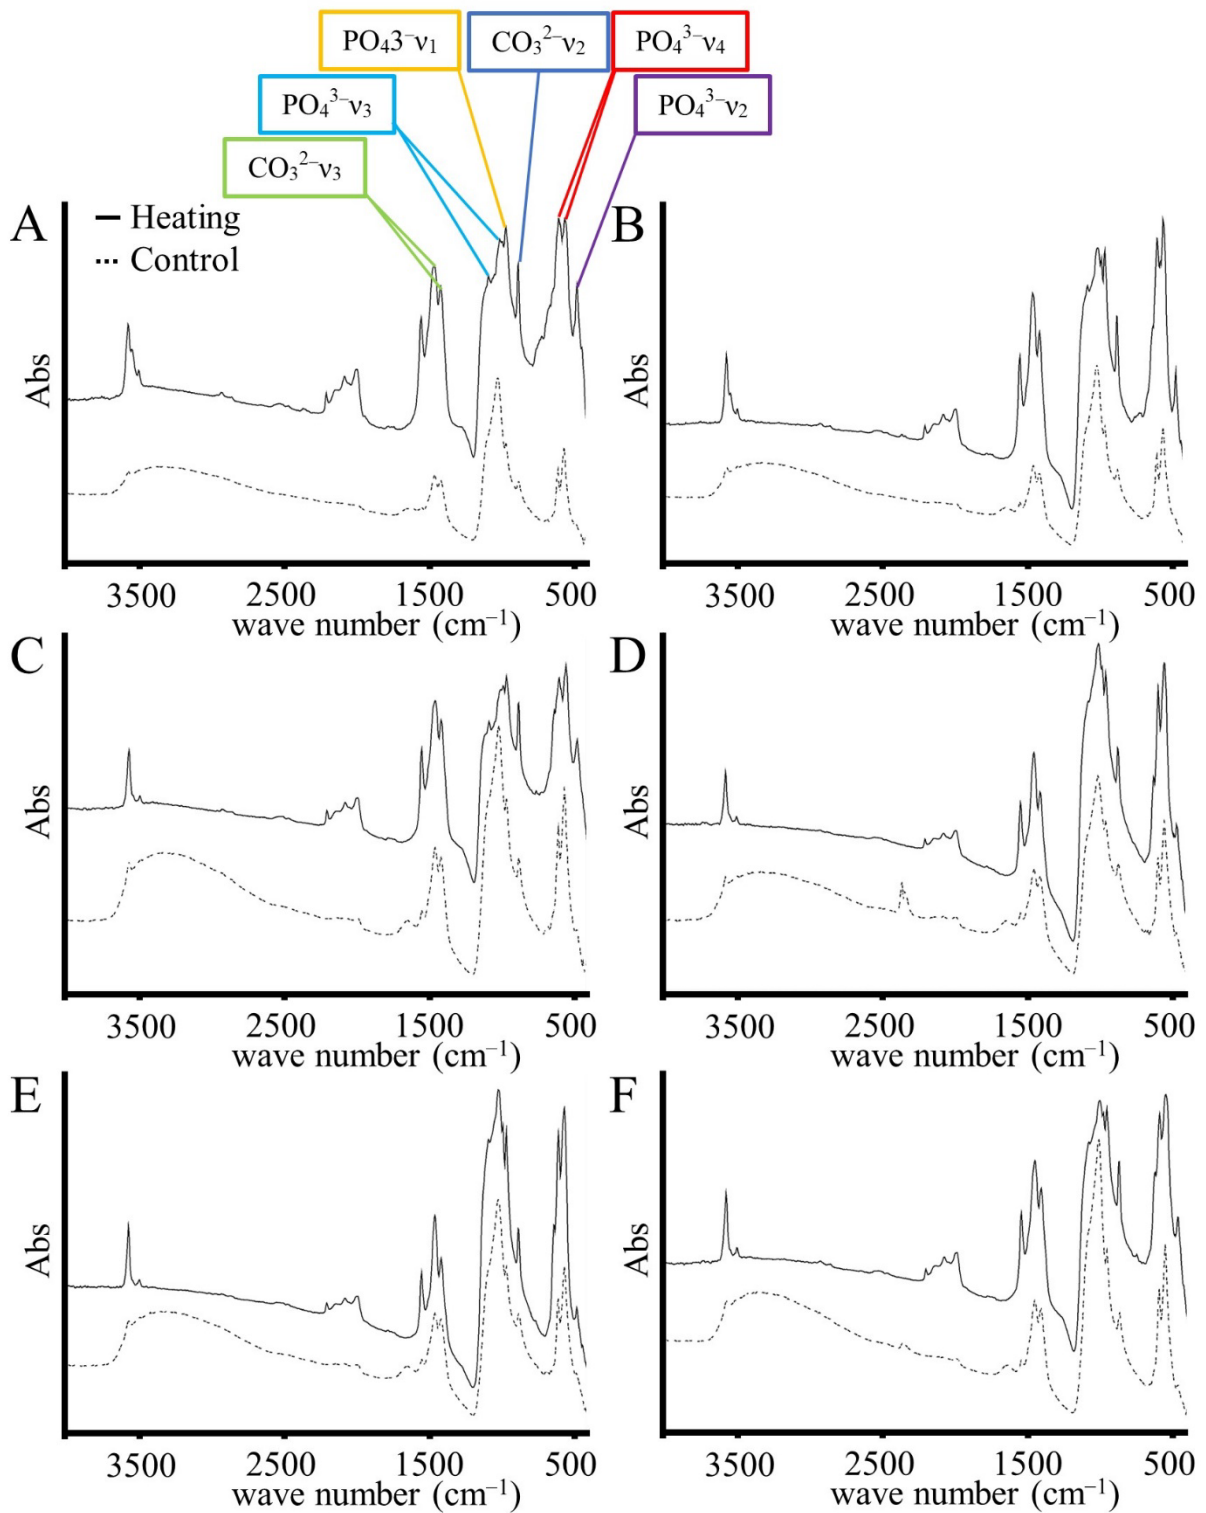 PO₄3⁻ν₁
CO₃²⁻ν₂
PO₄³⁻ν₄
PO₄³⁻ν₃
PO₄³⁻ν₂
CO₃²⁻ν₃
A
Heating
Control
B
Abs
Abs
3500 2500 1500 500
3500 2500 1500 500
wave number (cm⁻¹)
wave number (cm⁻¹)
C
D
Abs
Abs
3500 2500 1500 500
3500 2500 1500 500
wave number (cm⁻¹)
wave number (cm⁻¹)
E
F
Abs
Abs
3500 2500 1500 500
3500 2500 1500 500
wave number (cm⁻¹)
wave number (cm⁻¹)